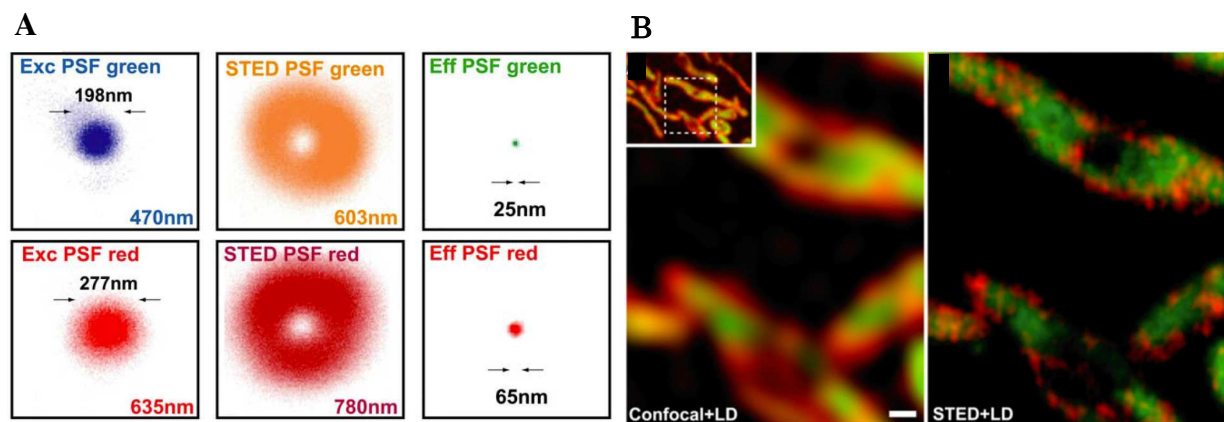 A
B
Exc PSF green
198nm
470nm
STED PSF green
603nm
Eff PSF green
25nm
Exc PSF red
277nm
635nm
STED PSF red
780nm
Eff PSF red
65nm
Confocal+LD
STED+LD